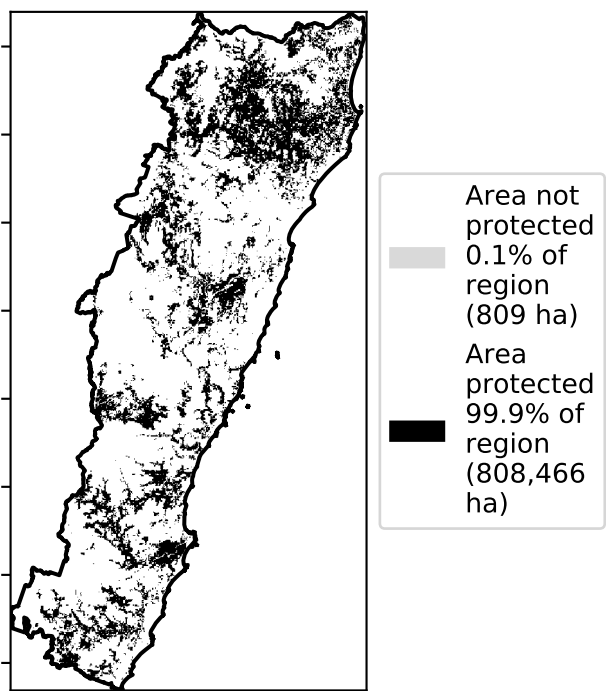 Area not
protected
0.1% of
region
(809 ha)
Area
protected
99.9% of
region
(808,466
ha)